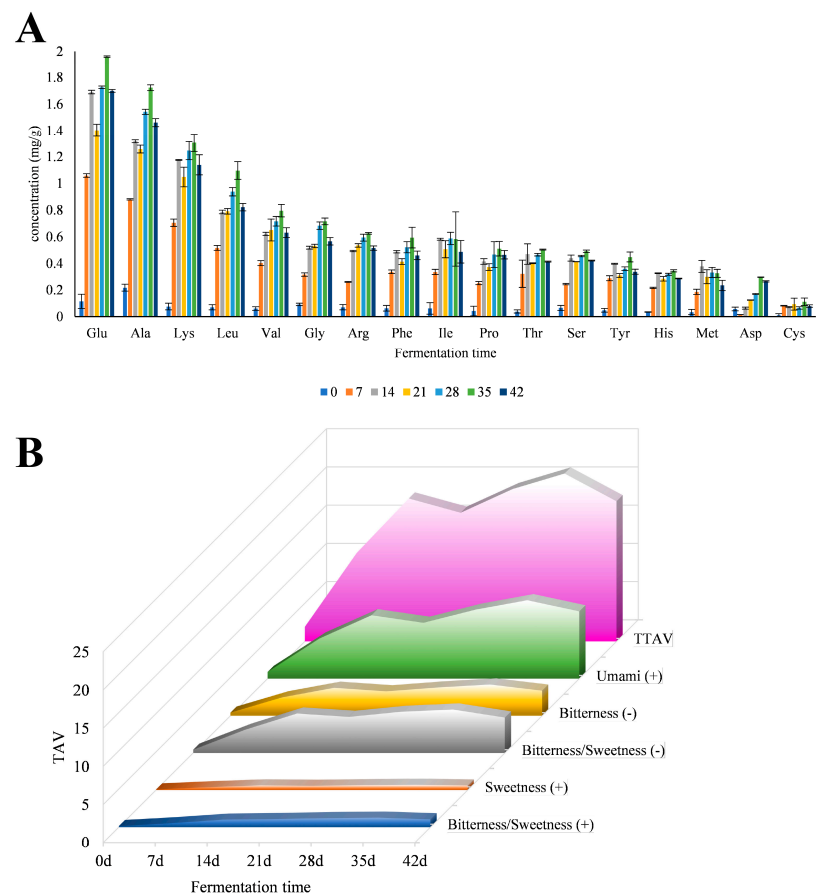 A
2
1.8
1.6
1.4
1.2
1
0.8
0.6
0.4
0.2
0
concentration (mg/g)
Glu Ala Lys Leu Val Gly Arg Phe Ile Pro Thr Ser Tyr His Met Asp Cys
Fermentation time
0 7 14 21 28 35 42
B
25
20
15
10
5
0
TAV
TTAV
Umami (+)
Bitterness (-)
Bitterness/Sweetness (-)
Sweetness (+)
Bitterness/Sweetness (+)
0d 7d 14d 21d 28d 35d 42d
Fermentation time